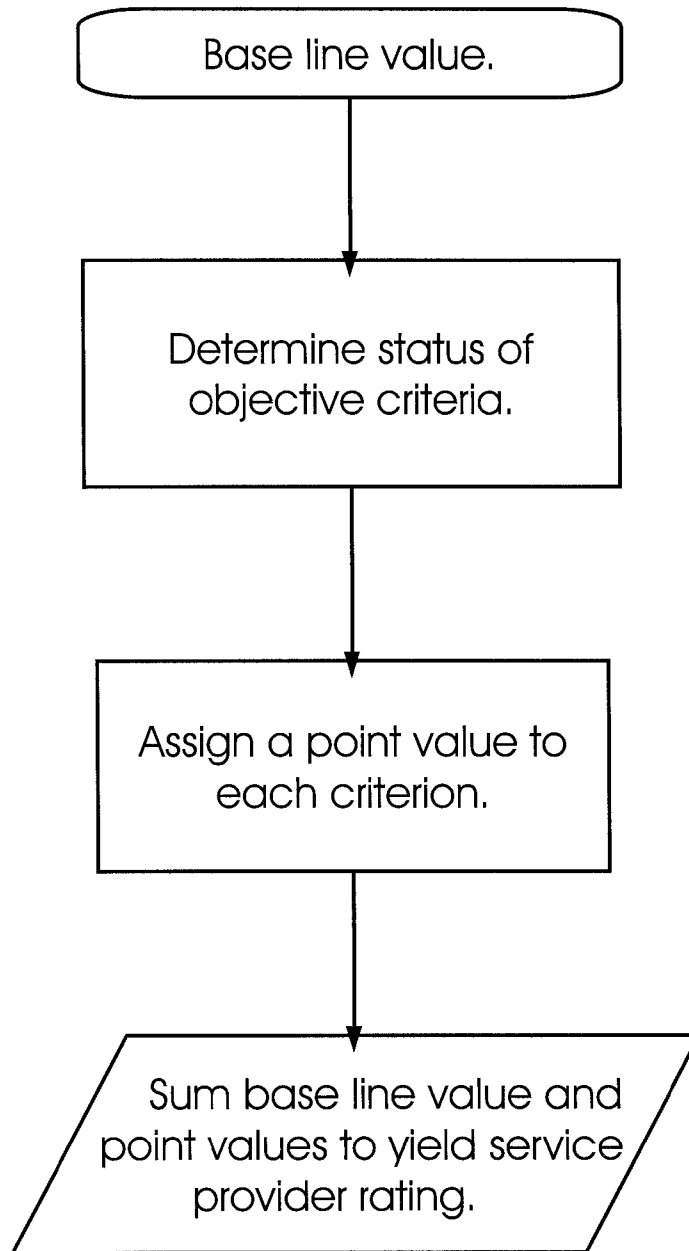 Base line value.
Determine status of
objective criteria.
Assign a point value to
each criterion.
Sum base line value and
point values to yield service
provider rating.